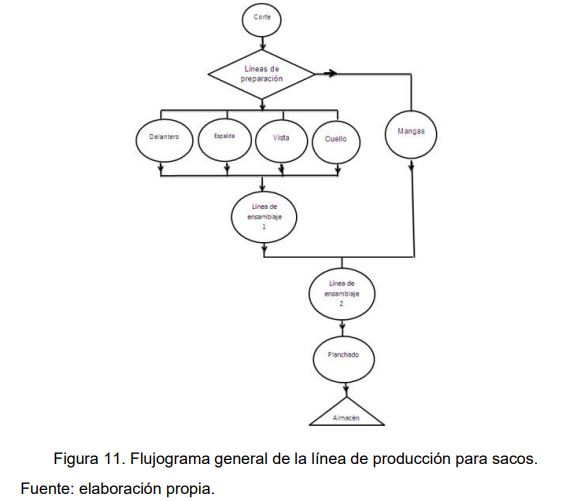 Corte
Líneas de
preparación
Delantero
Espalda
Vista
Cuello
Mangas
Línea de
ensamblaje
1
Línea de
ensamblaje
2
Planchado
Almacén
Figura 11. Flujograma general de la línea de producción para sacos.
Fuente: elaboración propia.